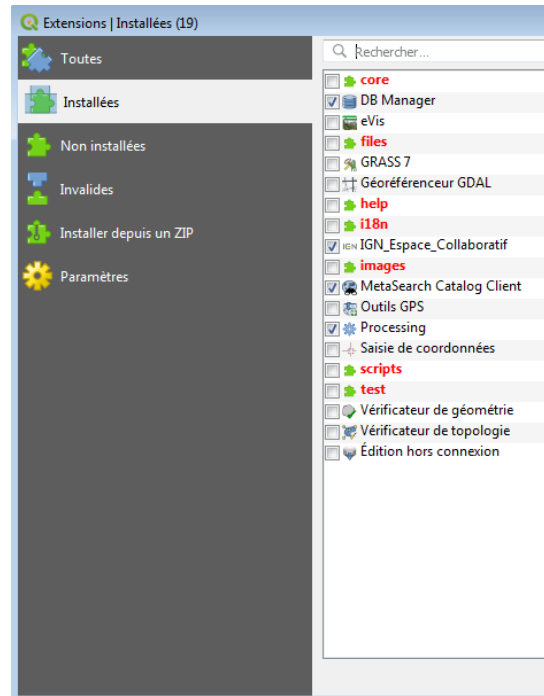 Extensions | Installées (19)
Toutes
Installées
Non installées
Invalides
Installer depuis un ZIP
Paramètres
Rechercher...
core
DB Manager
eVis
files
GRASS 7
Géoréférenceur GDAL
help
i18n
IGN IGN_Espace_Collaboratif
images
MetaSearch Catalog Client
Outils GPS
Processing
Saisie de coordonnées
scripts
test
Vérificateur de géométrie
Vérificateur de topologie
Édition hors connexion